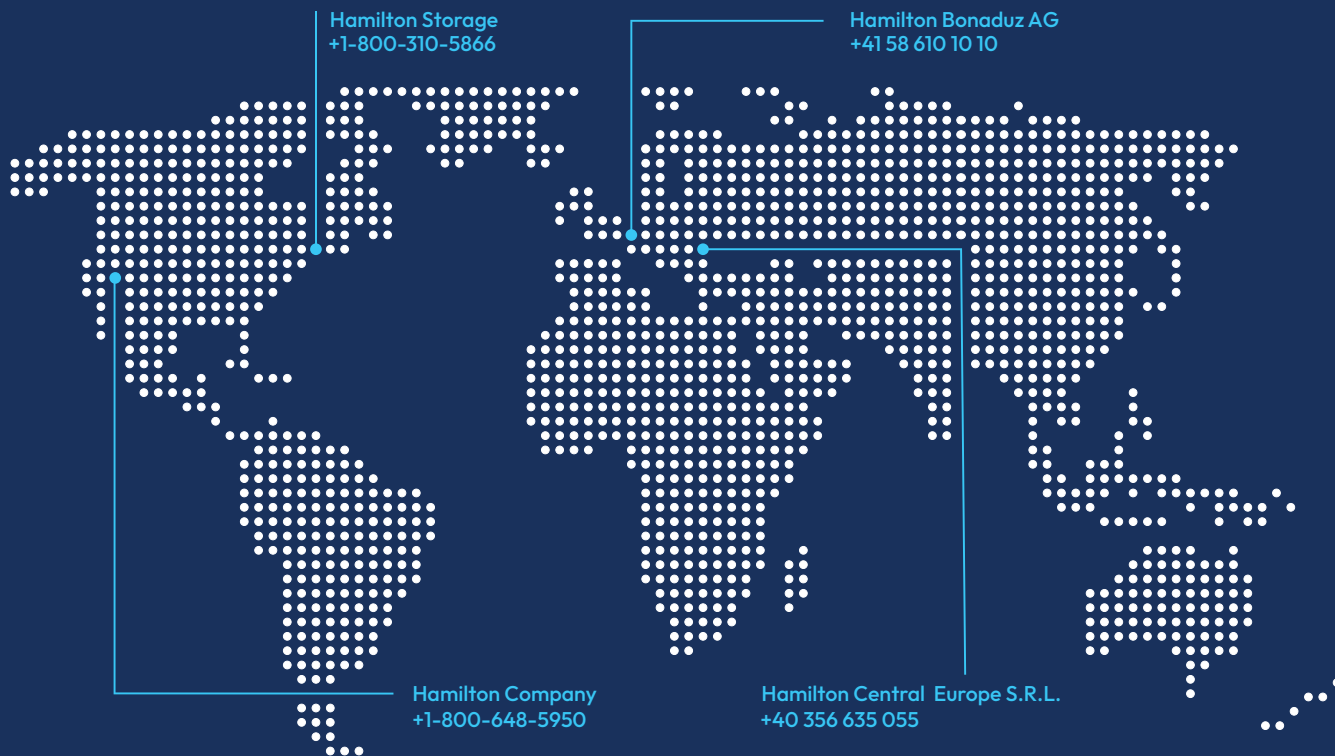 Hamilton Storage
+1-800-310-5866
Hamilton Bonaduz AG
+41 58 610 10 10
Hamilton Company
+1-800-648-5950
Hamilton Central Europe S.R.L.
+40 356 635 055